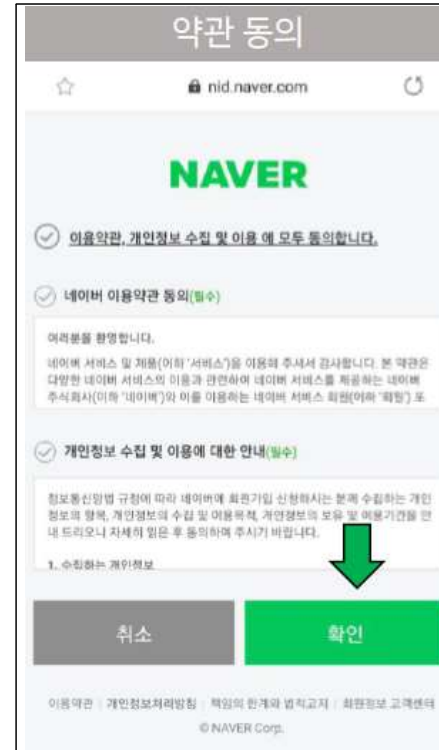 약관 동의
nid.naver.com
NAVER
이용약관, 개인정보 수집 및 이용 에 모두 동의합니다.
네이버 이용약관 동의(필수)
여러분을 환영합니다.
네이버 서비스 및 제품(이하 '서비스')을 이용해 주셔서 감사합니다. 본 약관은
다양한 네이버 서비스의 이용과 관련하여 네이버 서비스를 제공하는 네이버
주식회사(이하 '네이버')와 이를 이용하는 네이버 서비스 회원(이하 '회원') 또
개인정보 수집 및 이용에 대한 안내(필수)
정보통신망법 규정에 따라 네이버에 회원가입 신청하시는 분께 수집하는 개인
정보의 항목, 개인정보의 수집 및 이용목적, 개인정보의 보유 및 이용기간을 안
내 드리오니 자세히 읽은 후 동의하여 주시기 바랍니다.
1. 수집하는 개인정보
취소
확인
이용약관 | 개인정보처리방침 | 책임의 한계와 법적고지 | 회원정보 고객센터
© NAVER Corp.